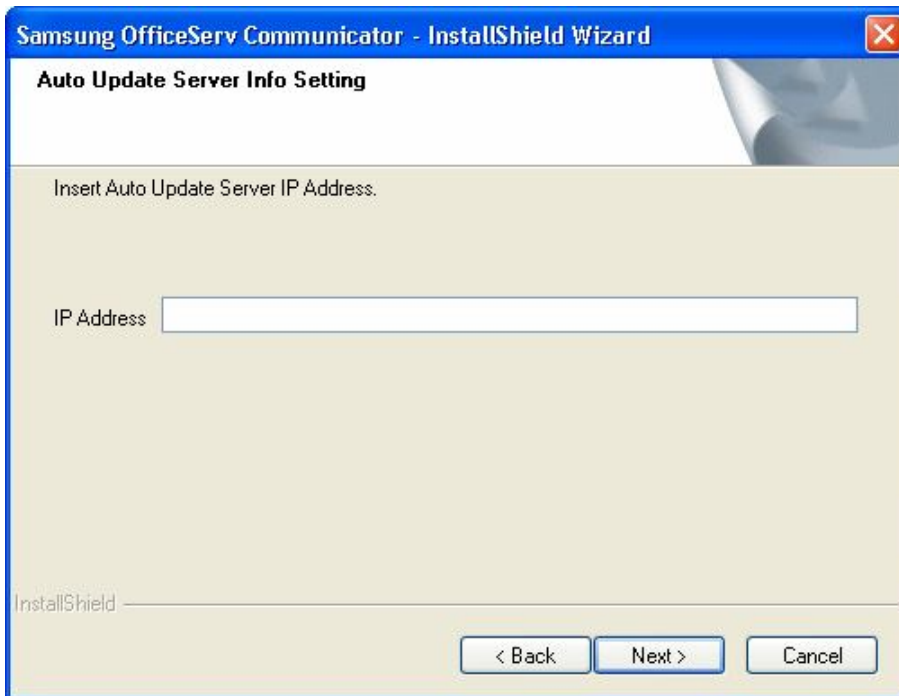 Samsung OfficeServ Communicator - InstallShield Wizard
Auto Update Server Info Setting
Insert Auto Update Server IP Address.
IP Address
InstallShield
< Back Next > Cancel